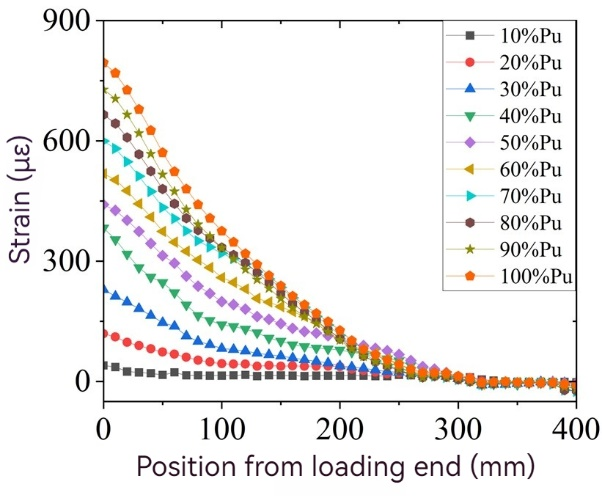 900
600
300
0
0
100
200
300
400
Strain (με)
Position from loading end (mm)
10%Pu
20%Pu
30%Pu
40%Pu
50%Pu
60%Pu
70%Pu
80%Pu
90%Pu
100%Pu